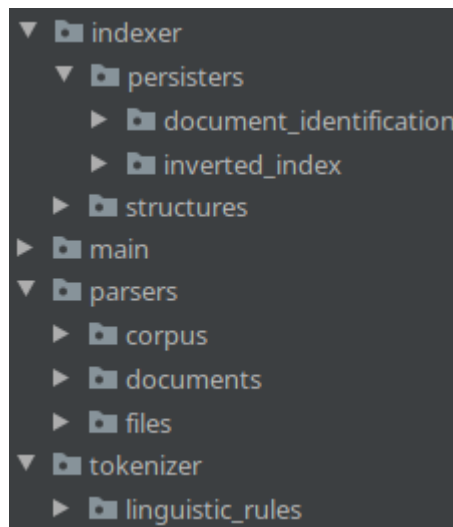 indexer
persisters
document_identification
inverted_index
structures
main
parsers
corpus
documents
files
tokenizer
linguistic_rules